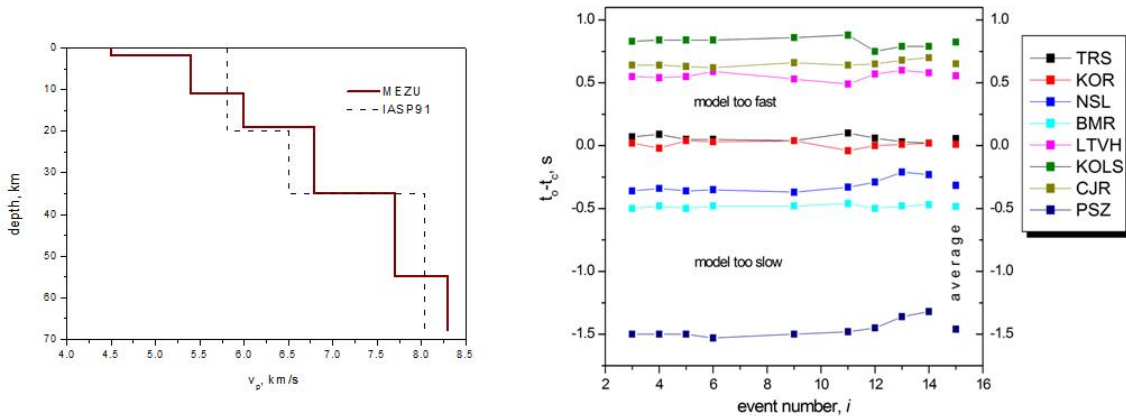 0
10
20
30
40
50
60
70
depth, km
4.0 4.5 5.0 5.5 6.0 6.5 7.0 7.5 8.0 8.5
vp, km/s
MEZU
IASP91
1.0
0.5
0.0
-0.5
-1.0
-1.5
to-tc, s
model too fast
model too slow
2 4 6 8 10 12 14 16
event number, i
average
1.0
0.5
0.0
-0.5
-1.0
-1.5
TRS
KOR
NSL
BMR
LTVH
KOLS
CJR
PSZ